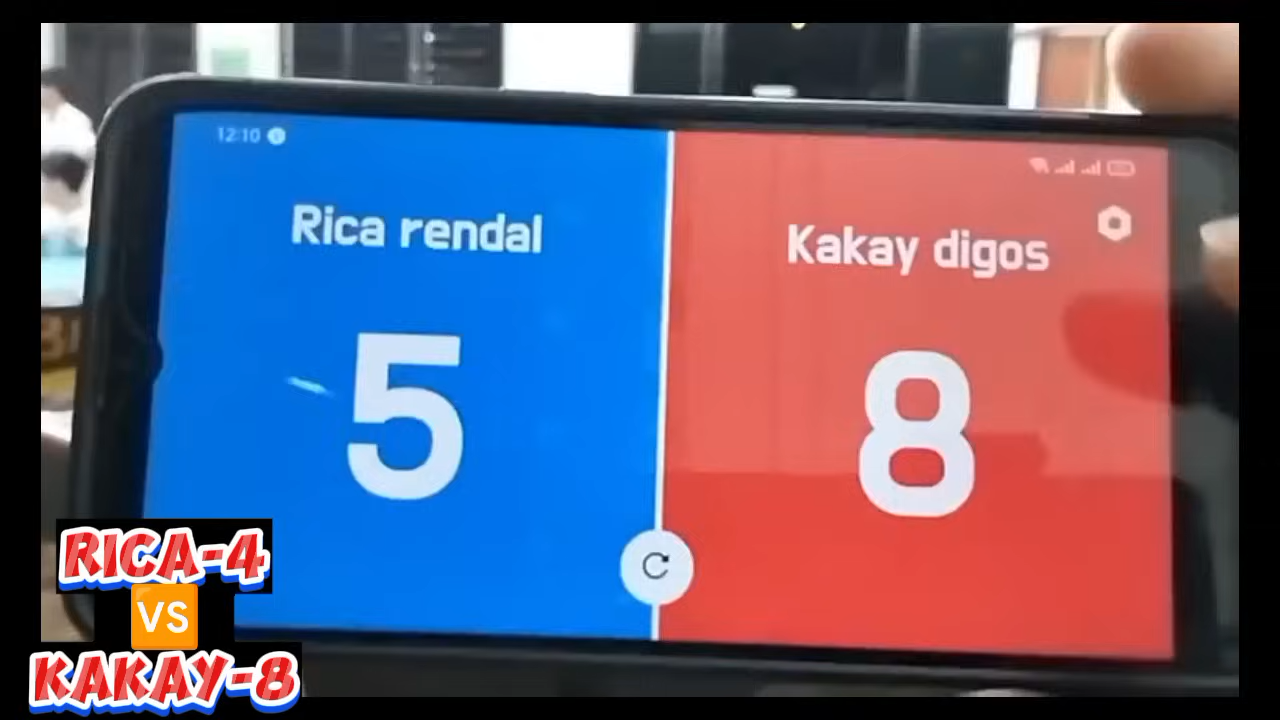 12:10
Rica rendal
Kakay digos
5
8
RICA-4
VS
KAKAY-8